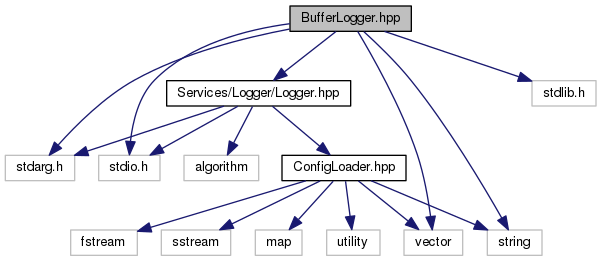 BufferLogger.hpp
Services/Logger/Logger.hpp
stdlib.h
stdarg.h
stdio.h
algorithm
ConfigLoader.hpp
fstream
sstream
map
utility
vector
string